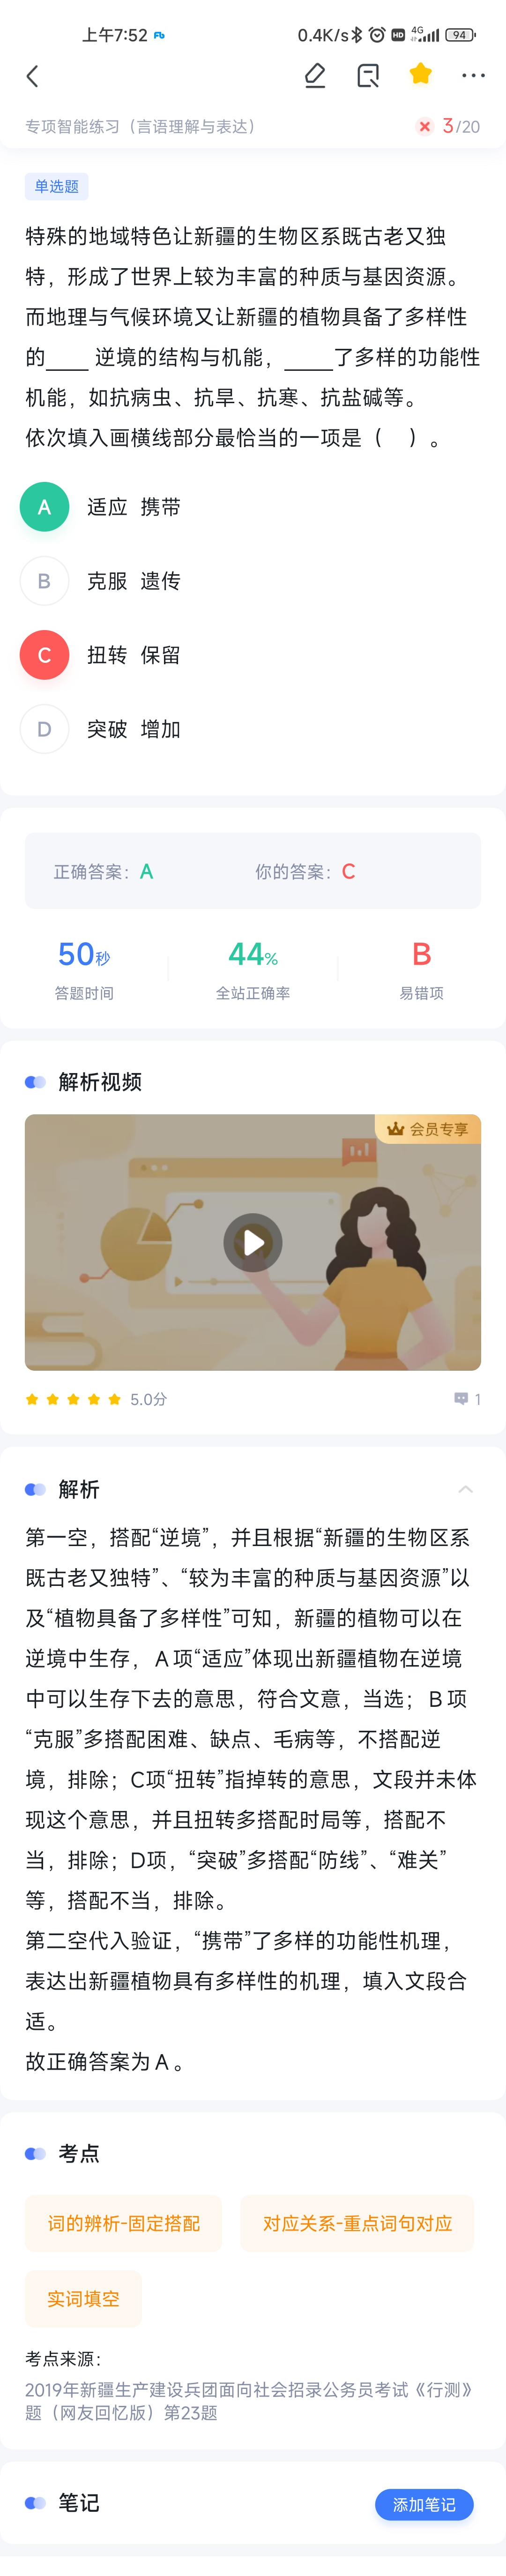 上午7:52
0.4K/s HD 4G 94
专项智能练习（言语理解与表达）
3/20
单选题
特殊的地域特色让新疆的生物区系既古老又独
特，形成了世界上较为丰富的种质与基因资源。
而地理与气候环境又让新疆的植物具备了多样性
的____ 逆境的结构与机能，____了多样的功能性
机能，如抗病虫、抗旱、抗寒、抗盐碱等。
依次填入画横线部分最恰当的一项是（ ）。
A 适应 携带
B 克服 遗传
C 扭转 保留
D 突破 增加
正确答案：A 你的答案：C
50秒 44% B
答题时间 全站正确率 易错项
解析视频
会员专享
5.0分 1
解析
第一空，搭配“逆境”，并且根据“新疆的生物区系
既古老又独特”、“较为丰富的种质与基因资源”以
及“植物具备了多样性”可知，新疆的植物可以在
逆境中生存，A项“适应”体现出新疆植物在逆境
中可以生存下去的意思，符合文意，当选；B项
“克服”多搭配困难、缺点、毛病等，不搭配逆
境，排除；C项“扭转”指掉转的意思，文段并未体
现这个意思，并且扭转多搭配时局等，搭配不
当，排除；D项，“突破”多搭配“防线”、“难关”
等，搭配不当，排除。
第二空代入验证，“携带”了多样的功能性机理，
表达出新疆植物具有多样性的机理，填入文段合
适。
故正确答案为A。
考点
词的辨析-固定搭配 对应关系-重点词句对应
实词填空
考点来源：
2019年新疆生产建设兵团面向社会招录公务员考试《行测》
题（网友回忆版）第23题
笔记
添加笔记